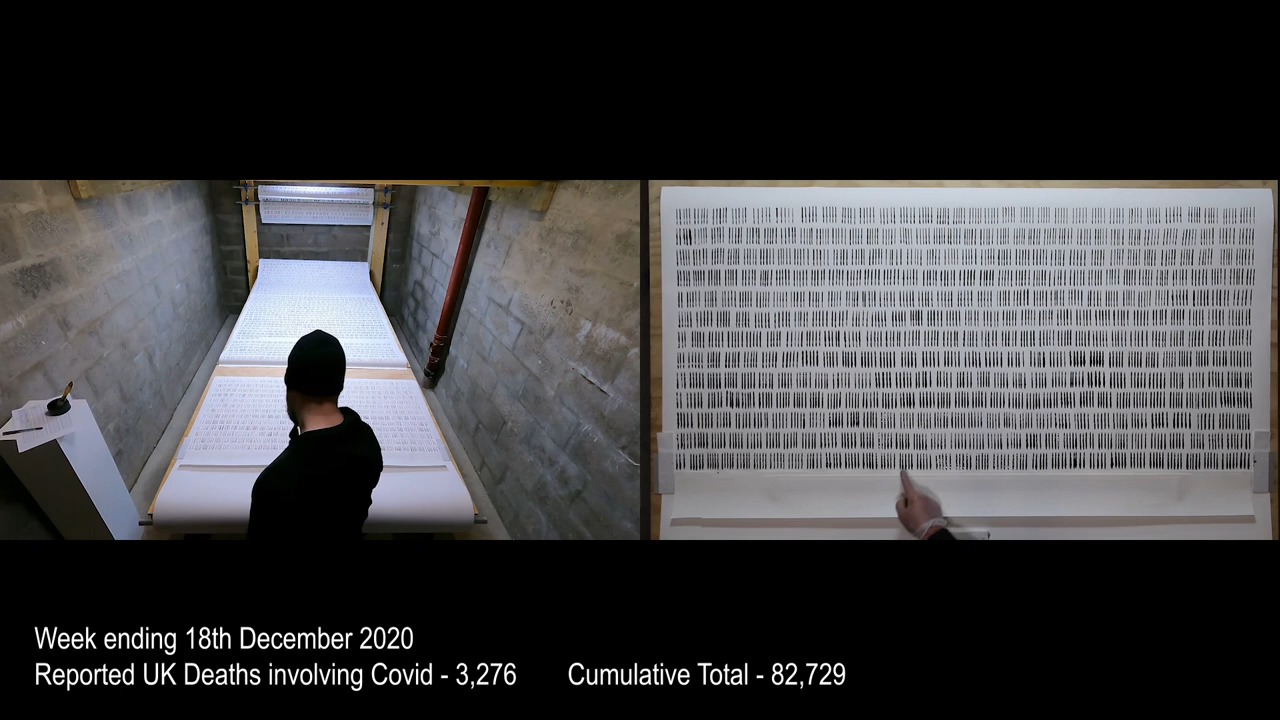 Week ending 18th December 2020
Reported UK Deaths involving Covid - 3,276 Cumulative Total - 82,729